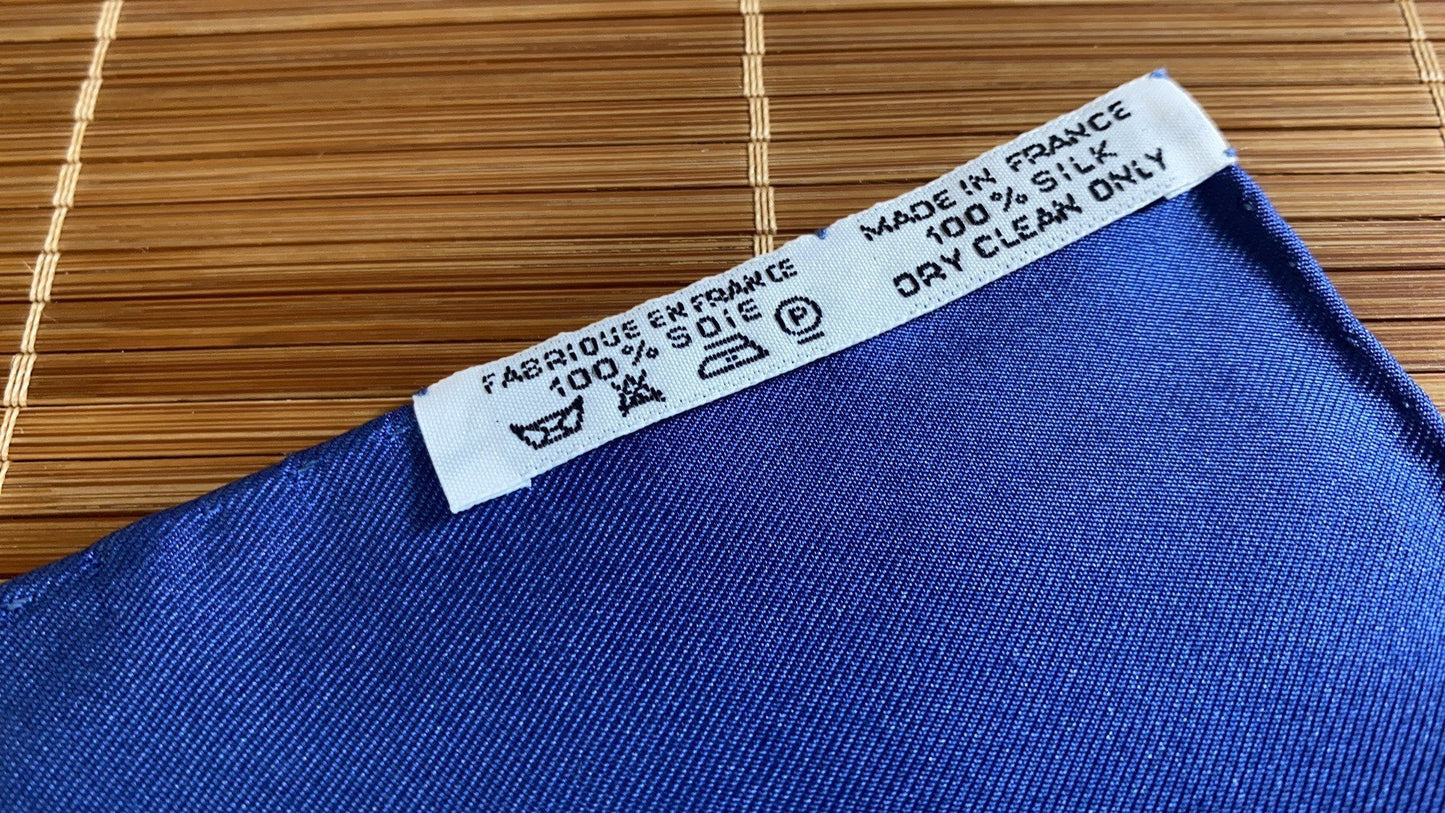 FABRIQUE EN FRANCE
100% SOIE
P
MADE IN FRANCE
100% SILK
DRY CLEAN ONLY